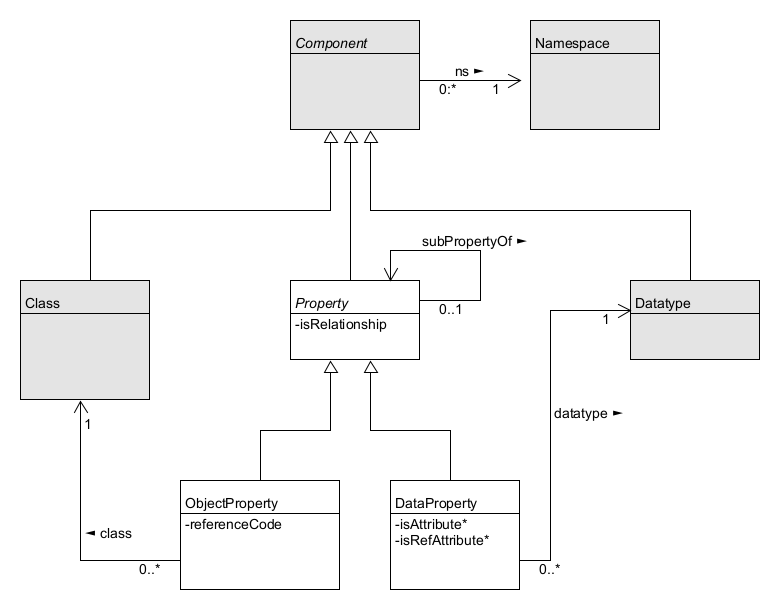 Component
Namespace
ns ►
0:*
1
subPropertyOf ►
Class
Property
-isRelationship
0..1
Datatype
1
1
datatype ►
ObjectProperty
-referenceCode
DataProperty
-isAttribute*
-isRefAttribute*
◄ class
0..*
0..*